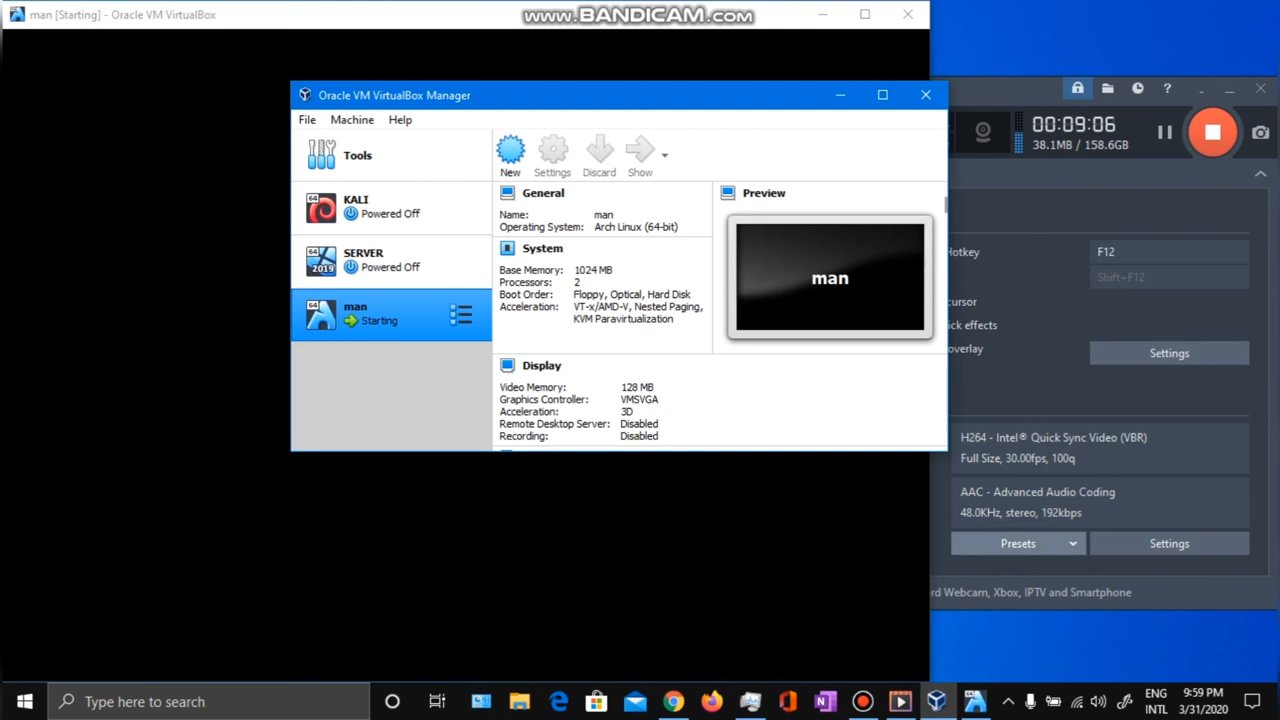 man [Starting] - Oracle VM VirtualBox
www.BANDICAM.com
Oracle VM VirtualBox Manager
File Machine Help
Tools
New Settings Discard Show
64
KALI
Powered Off
64
2019
SERVER
Powered Off
64
man
Starting
General
Name: man
Operating System: Arch Linux (64-bit)
System
Base Memory: 1024 MB
Processors: 2
Boot Order: Floppy, Optical, Hard Disk
Acceleration: VT-x/AMD-V, Nested Paging,
KVM Paravirtualization
Preview
man
Display
Video Memory: 128 MB
Graphics Controller: VMSVGA
Acceleration: 3D
Remote Desktop Server: Disabled
Recording: Disabled
00:09:06
38.1MB / 158.6GB
Hotkey F12
Shift+F12
cursor
ck effects
overlay
Settings
H264 - Intel® Quick Sync Video (VBR)
Full Size, 30.00fps, 100q
AAC - Advanced Audio Coding
48.0KHz, stereo, 192kbps
Presets Settings
rd Webcam, Xbox, IPTV and Smartphone
Type here to search
ENG
INTL
9:59 PM
3/31/2020